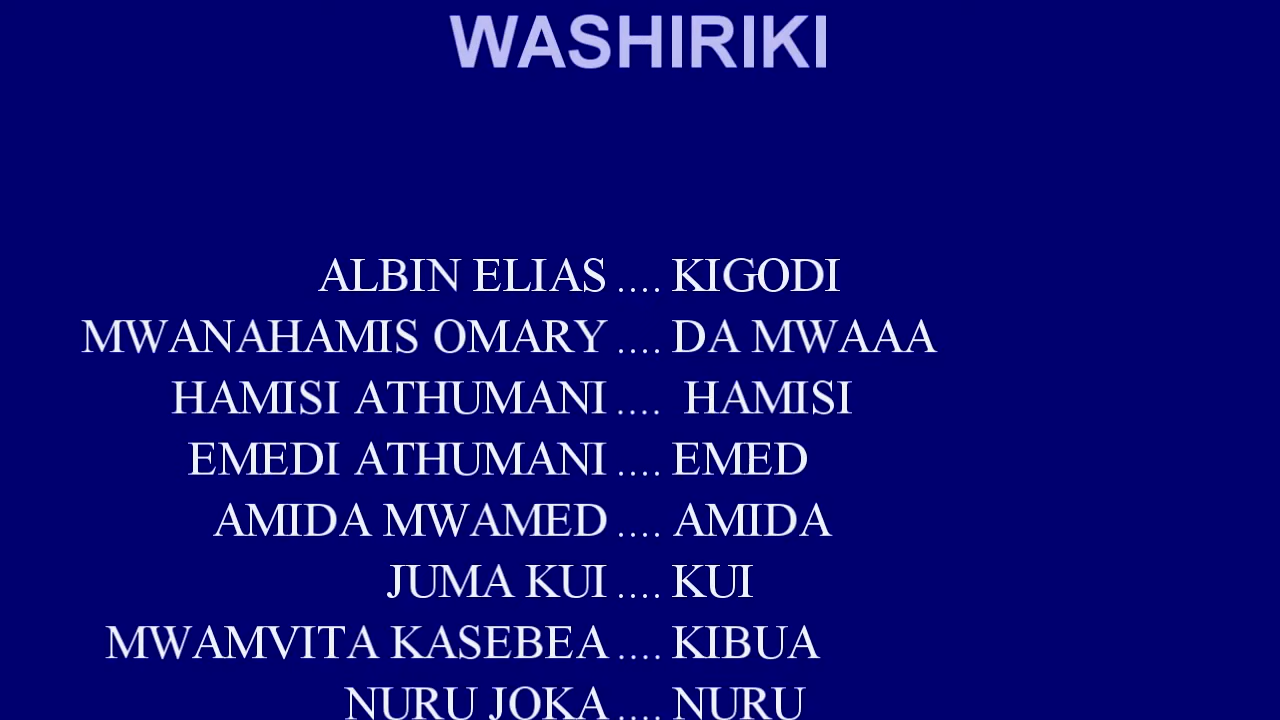 WASHIRIKI
ALBIN ELIAS .... KIGODI
MWANAHAMIS OMARY .... DA MWAAA
HAMISI ATHUMANI .... HAMISI
EMEDI ATHUMANI .... EMED
AMIDA MWAMED .... AMIDA
JUMA KUI .... KUI
MWAMVITA KASEBEA .... KIBUA
NURU JOKA .... NURU